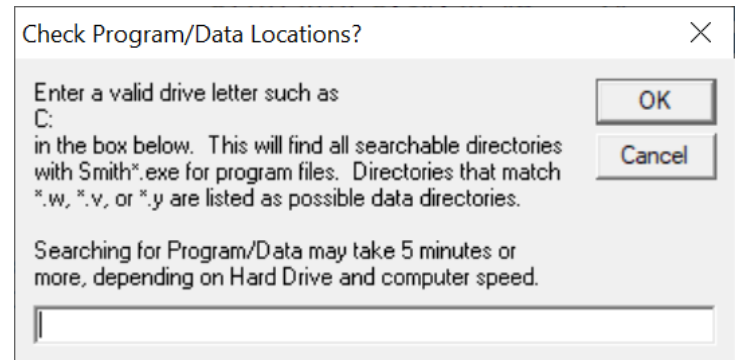 Check Program/Data Locations?
Enter a valid drive letter such as
C:
in the box below.  This will find all searchable directories
with Smith*.exe for program files.  Directories that match
*.w, *.v, or *.y are listed as possible data directories.
Searching for Program/Data may take 5 minutes or
more, depending on Hard Drive and computer speed.
OK
Cancel